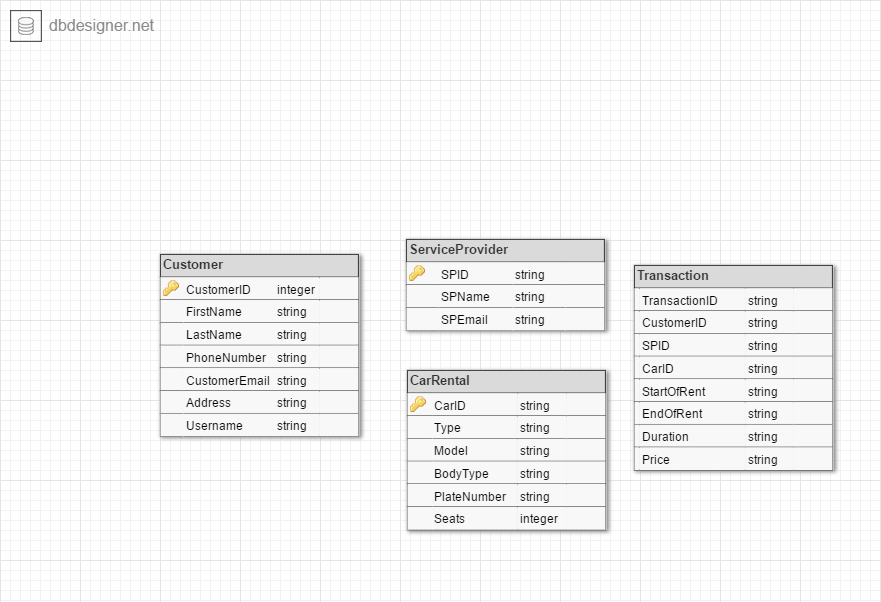 dbdesigner.net
Customer
CustomerID integer
FirstName string
LastName string
PhoneNumber string
CustomerEmail string
Address string
Username string
ServiceProvider
SPID string
SPName string
SPEmail string
CarRental
CarID string
Type string
Model string
BodyType string
PlateNumber string
Seats integer
Transaction
TransactionID string
CustomerID string
SPID string
CarID string
StartOfRent string
EndOfRent string
Duration string
Price string